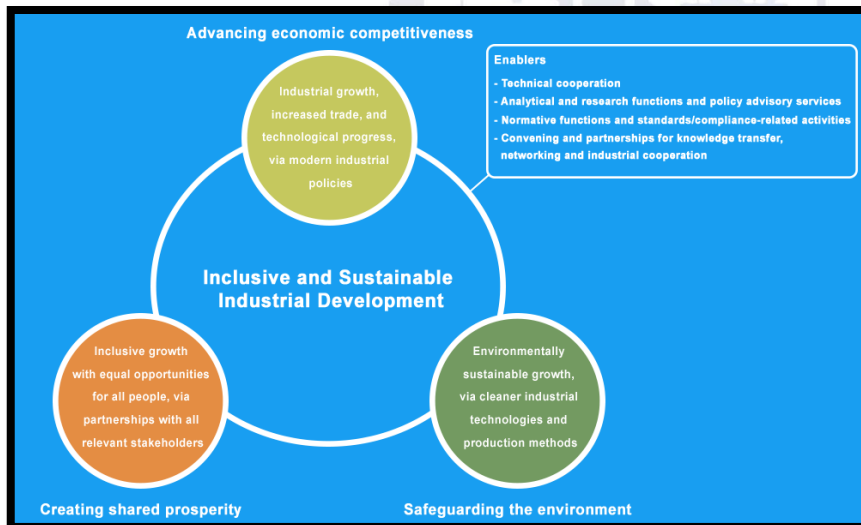 Advancing economic competitiveness
Industrial growth,
increased trade, and
technological progress,
via modern industrial
policies
Enablers
- Technical cooperation
- Analytical and research functions and policy advisory services
- Normative functions and standards/compliance-related activities
- Convening and partnerships for knowledge transfer,
networking and industrial cooperation
Inclusive and Sustainable
Industrial Development
Inclusive growth
with equal opportunities
for all people, via
partnerships with all
relevant stakeholders
Creating shared prosperity
Environmentally
sustainable growth,
via cleaner industrial
technologies and
production methods
Safeguarding the environment